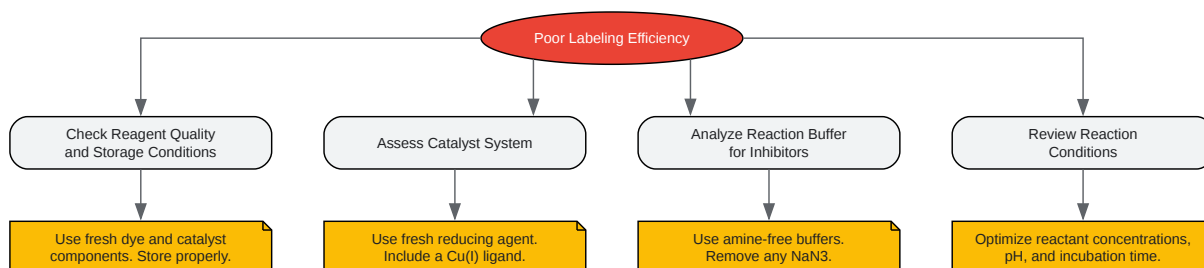 Poor Labeling Efficiency
Check Reagent Quality
and Storage Conditions
Assess Catalyst System
Analyze Reaction Buffer
for Inhibitors
Review Reaction
Conditions
Use fresh dye and catalyst
components. Store properly.
Use fresh reducing agent.
Include a Cu(I) ligand.
Use amine-free buffers.
Remove any NaN3.
Optimize reactant concentrations,
pH, and incubation time.